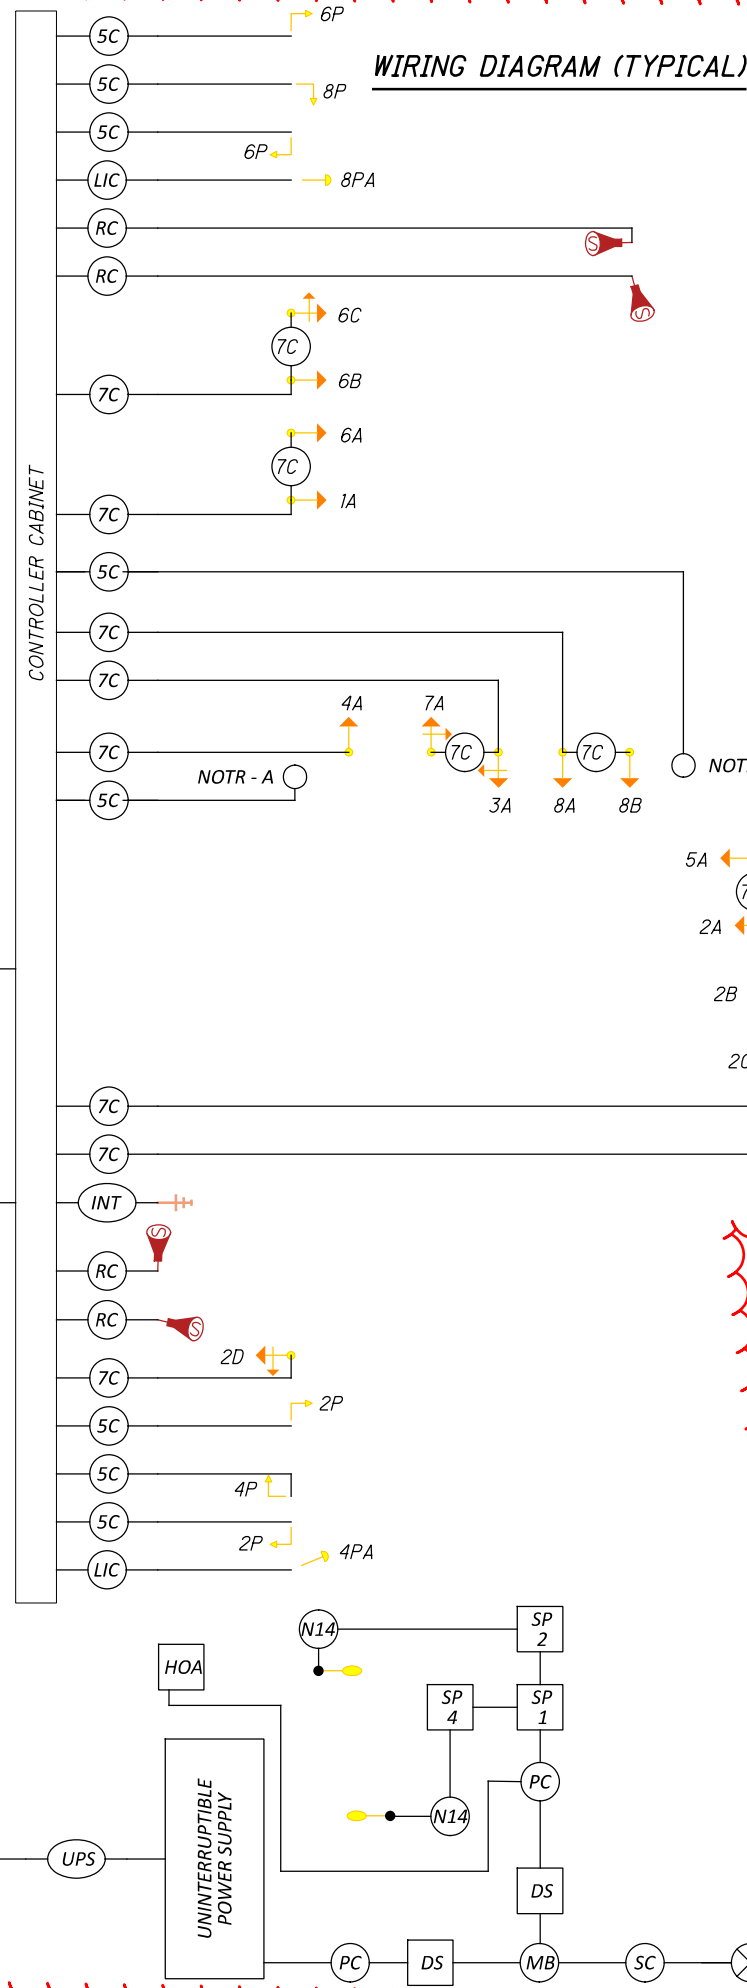 6P
5C
WIRING DIAGRAM (TYPICAL)
5C
8P
5C
6P
LIC
8PA
RC
S
RC
S
6C
7C
6B
7C
6A
7C
1A
7C
CONTROLLER CABINET
5C
7C
7C
4A
7A
7C
7C
7C
NOTR - A
NOT
5C
3A
8A
8B
5A
7
2A
2B
2C
7C
7C
INT
S
RC
RC
S
2D
7C
2P
5C
5C
4P
5C
2P
4PA
LIC
N14
SP
2
HOA
SP
4
SP
1
PC
N14
UNINTERRUPTIBLE
POWER SUPPLY
UPS
DS
PC
DS
MB
SC